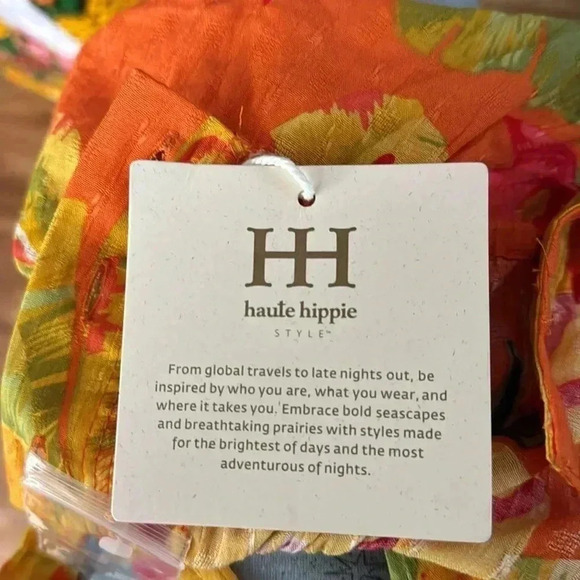 HH
haute hippie
STYLE™
From global travels to late nights out, be
inspired by who you are, what you wear, and
where it takes you. Embrace bold seascapes
and breathtaking prairies with styles made
for the brightest of days and the most
adventurous of nights.